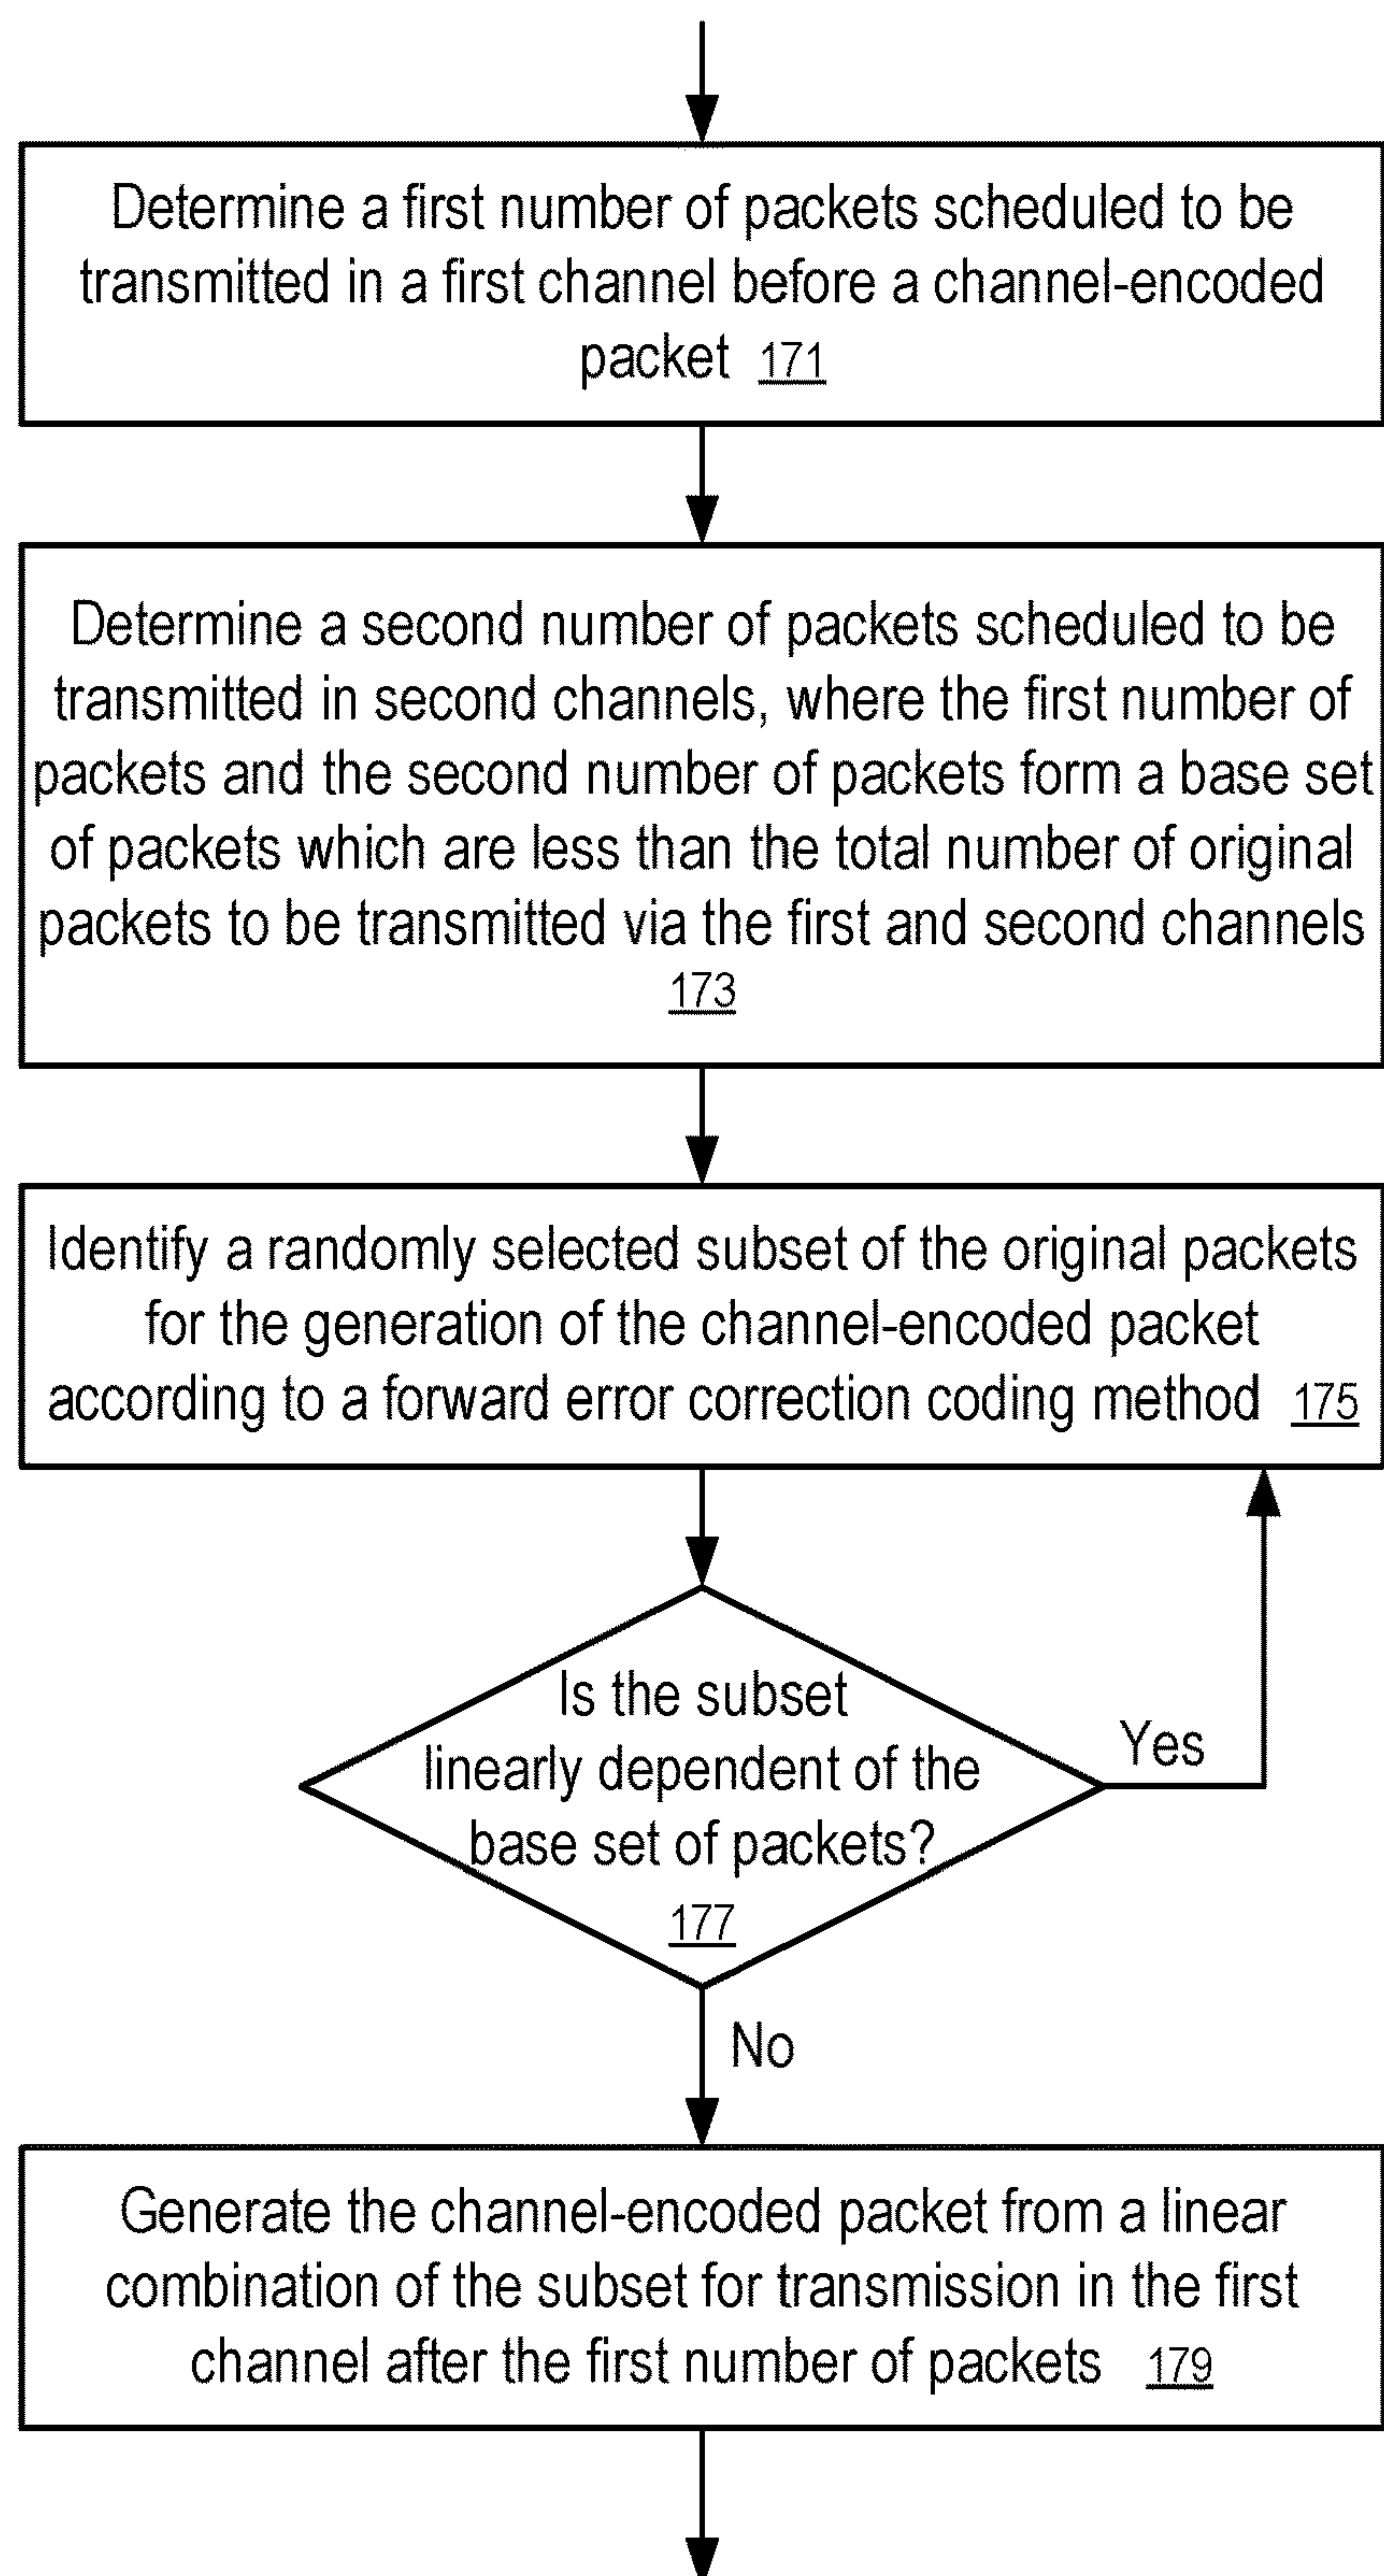 Determine a first number of packets scheduled to be
transmitted in a first channel before a channel-encoded
packet 171
Determine a second number of packets scheduled to be
transmitted in second channels, where the first number of
packets and the second number of packets form a base set
of packets which are less than the total number of original
packets to be transmitted via the first and second channels
173
Identify a randomly selected subset of the original packets
for the generation of the channel-encoded packet
according to a forward error correction coding method 175
Is the subset
linearly dependent of the
base set of packets?
177
Yes
No
Generate the channel-encoded packet from a linear
combination of the subset for transmission in the first
channel after the first number of packets 179